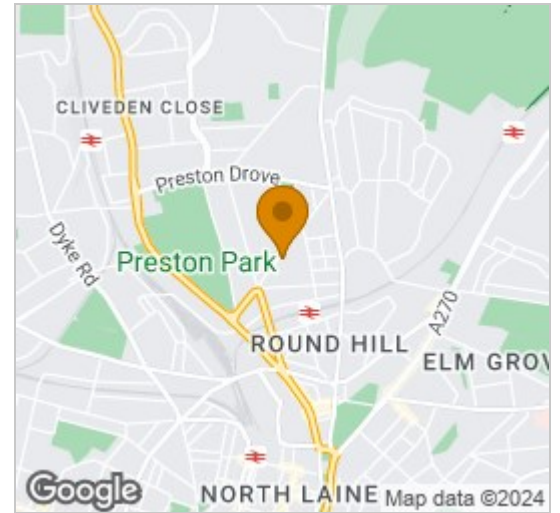 CLIVEDEN CLOSE
Preston Drove
Dyke Rd
Preston Park
A270
ROUND HILL
ELM GROV
NORTH LAINE
Google
Map data ©2024